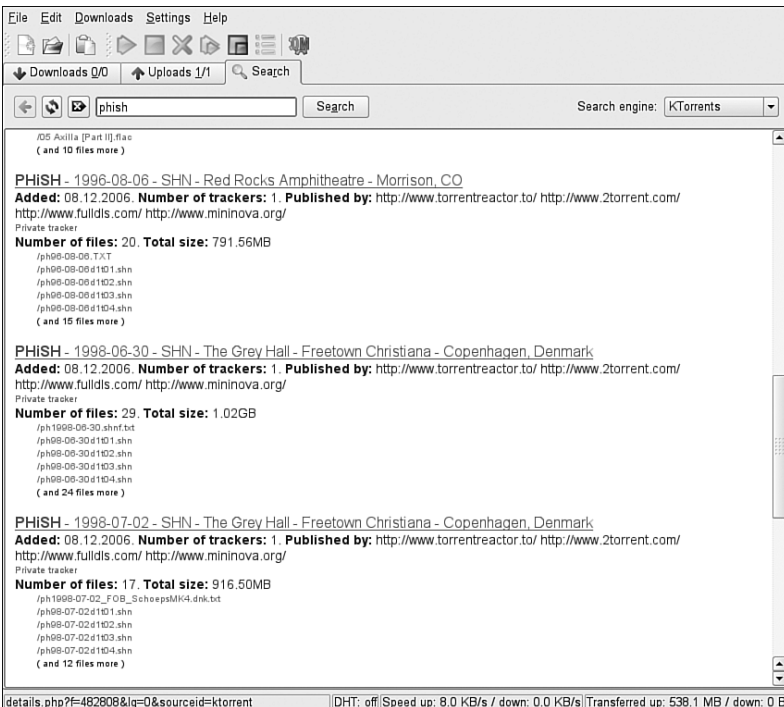 File Edit Downloads Settings Help
Downloads 0/0 Uploads 1/1 Search
phish Search Search engine: KTorrents
/05 Axilla [Part II].flac
( and 10 files more )
PHiSH - 1996-08-06 - SHN - Red Rocks Amphitheatre - Morrison, CO
Added: 08.12.2006. Number of trackers: 1. Published by: http://www.torrentreactor.to/ http://www.2torrent.com/
http://www.fulldls.com/ http://www.mininova.org/
Private tracker
Number of files: 20. Total size: 791.56MB
/ph96-08-06.TXT
/ph96-08-06d1t01.shn
/ph96-08-06d1t02.shn
/ph96-08-06d1t03.shn
/ph96-08-06d1t04.shn
( and 15 files more )
PHiSH - 1998-06-30 - SHN - The Grey Hall - Freetown Christiana - Copenhagen, Denmark
Added: 08.12.2006. Number of trackers: 1. Published by: http://www.torrentreactor.to/ http://www.2torrent.com/
http://www.fulldls.com/ http://www.mininova.org/
Private tracker
Number of files: 29. Total size: 1.02GB
/ph1998-06-30.shnf.txt
/ph98-06-30d1t01.shn
/ph98-06-30d1t02.shn
/ph98-06-30d1t03.shn
/ph98-06-30d1t04.shn
( and 24 files more )
PHiSH - 1998-07-02 - SHN - The Grey Hall - Freetown Christiana - Copenhagen, Denmark
Added: 08.12.2006. Number of trackers: 1. Published by: http://www.torrentreactor.to/ http://www.2torrent.com/
http://www.fulldls.com/ http://www.mininova.org/
Private tracker
Number of files: 17. Total size: 916.50MB
/ph1998-07-02_FOB_SchoepsMK4.dnk.txt
/ph98-07-02d1t01.shn
/ph98-07-02d1t02.shn
/ph98-07-02d1t03.shn
/ph98-07-02d1t04.shn
( and 12 files more )
details.php?f=482808&lq=0&sourceid=ktorrent DHT: off Speed up: 8.0 KB/s / down: 0.0 KB/s Transferred up: 538.1 MB / down: 0 B